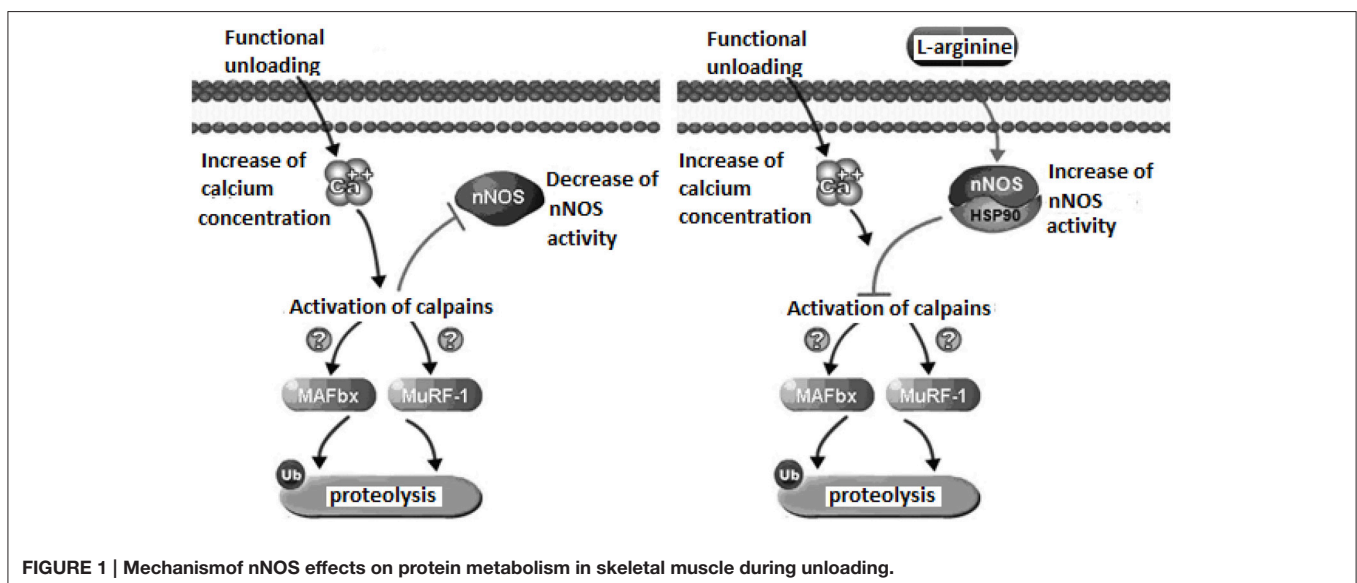 Functional
unloading
Increase of
calcium
concentration
Ca++
nNOS
Decrease of
nNOS
activity
Activation of calpains
?
?
MAFbx
MuRF-1
Ub
proteolysis
Functional
unloading
L-arginine
Increase of
calcium
concentration
Ca++
nNOS
HSP90
Increase of
nNOS
activity
Activation of calpains
?
?
MAFbx
MuRF-1
Ub
proteolysis
FIGURE 1 | Mechanismof nNOS effects on protein metabolism in skeletal muscle during unloading.